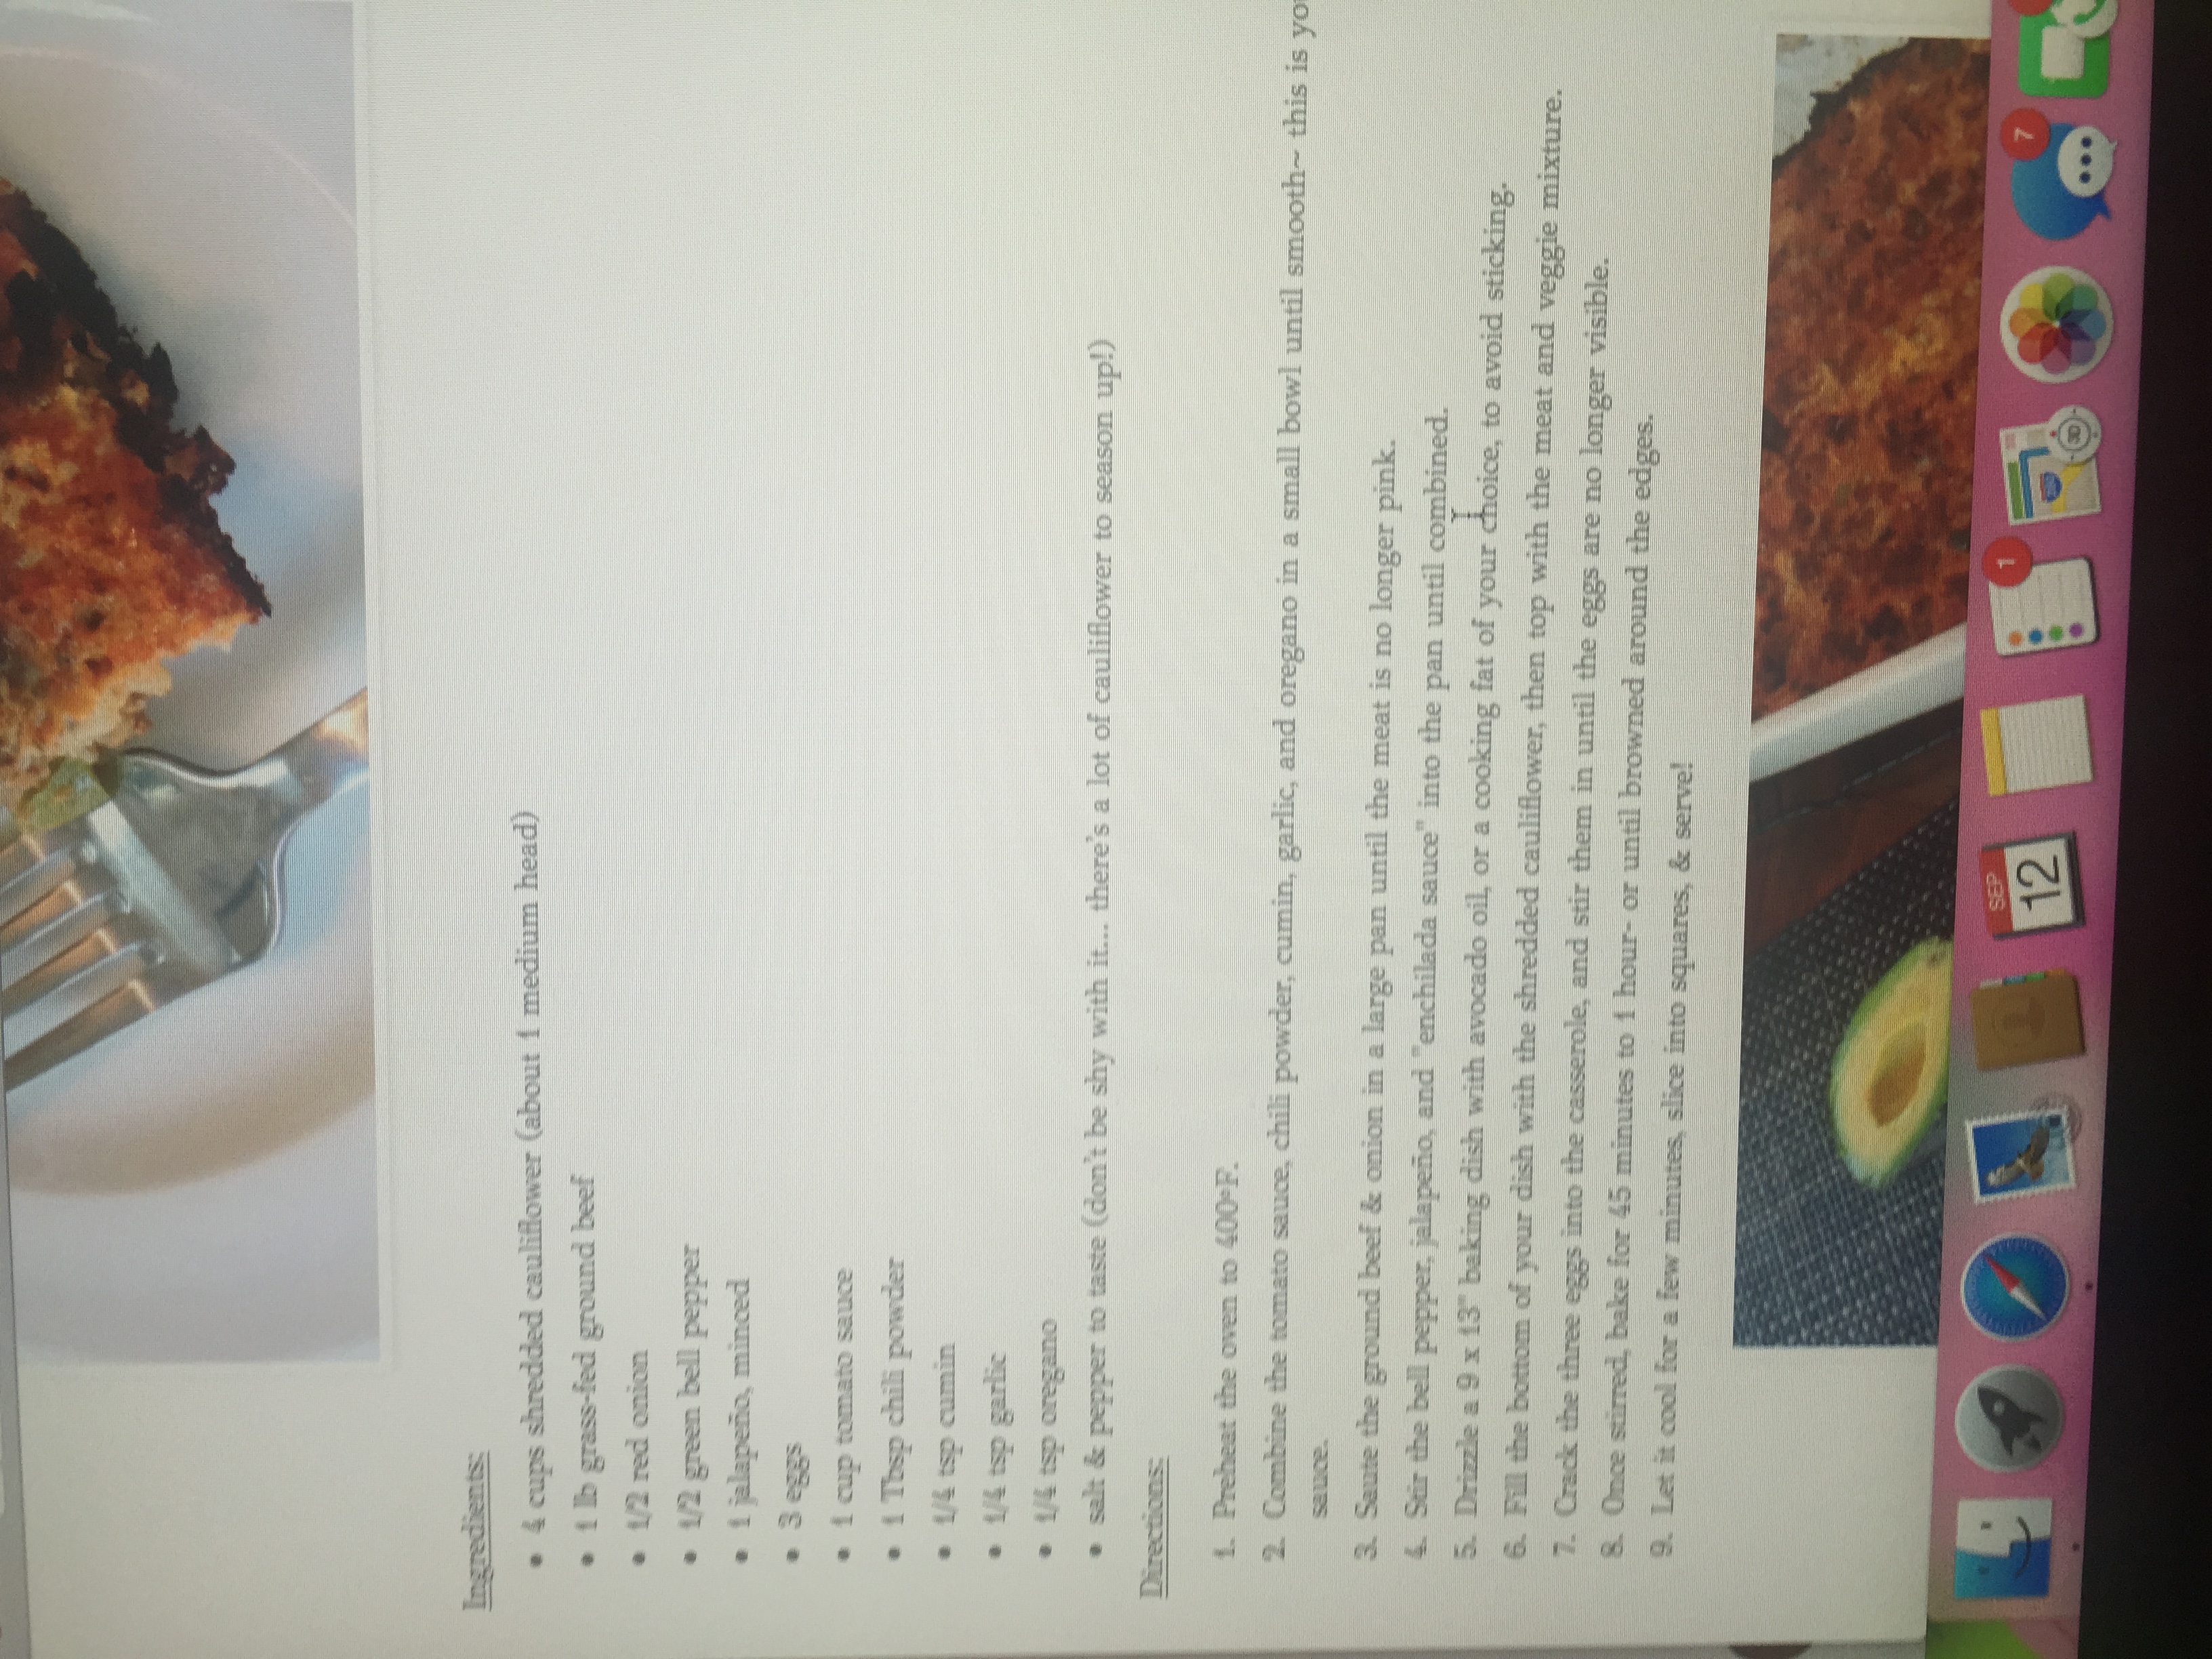 Ingredients:
4 cups shredded cauliflower (about 1 medium head)
1 lb grass-fed ground beef
1/2 red onion
1/2 green bell pepper
1 jalapeño, minced
3 eggs
1 cup tomato sauce
1 Tbsp chili powder
1/4 tsp cumin
1/4 tsp garlic
1/4 tsp oregano
salt & pepper to taste (don't be shy with it... there's a lot of cauliflower to season up!)
Directions:
1. Preheat the oven to 400°F.
2. Combine the tomato sauce, chili powder, cumin, garlic, and oregano in a small bowl until smooth~ this is yo
sauce.
3. Saute the ground beef & onion in a large pan until the meat is no longer pink.
4. Stir the bell pepper, jalapeño, and "enchilada sauce" into the pan until combined.
5. Drizzle a 9 x 13" baking dish with avocado oil, or a cooking fat of your choice, to avoid sticking.
6. Fill the bottom of your dish with the shredded cauliflower, then top with the meat and veggie mixture.
7. Crack the three eggs into the casserole, and stir them in until the eggs are no longer visible.
8. Once stirred, bake for 45 minutes to 1 hour- or until browned around the edges.
9. Let it cool for a few minutes, slice into squares, & serve!
SEP
12
1
3D
7